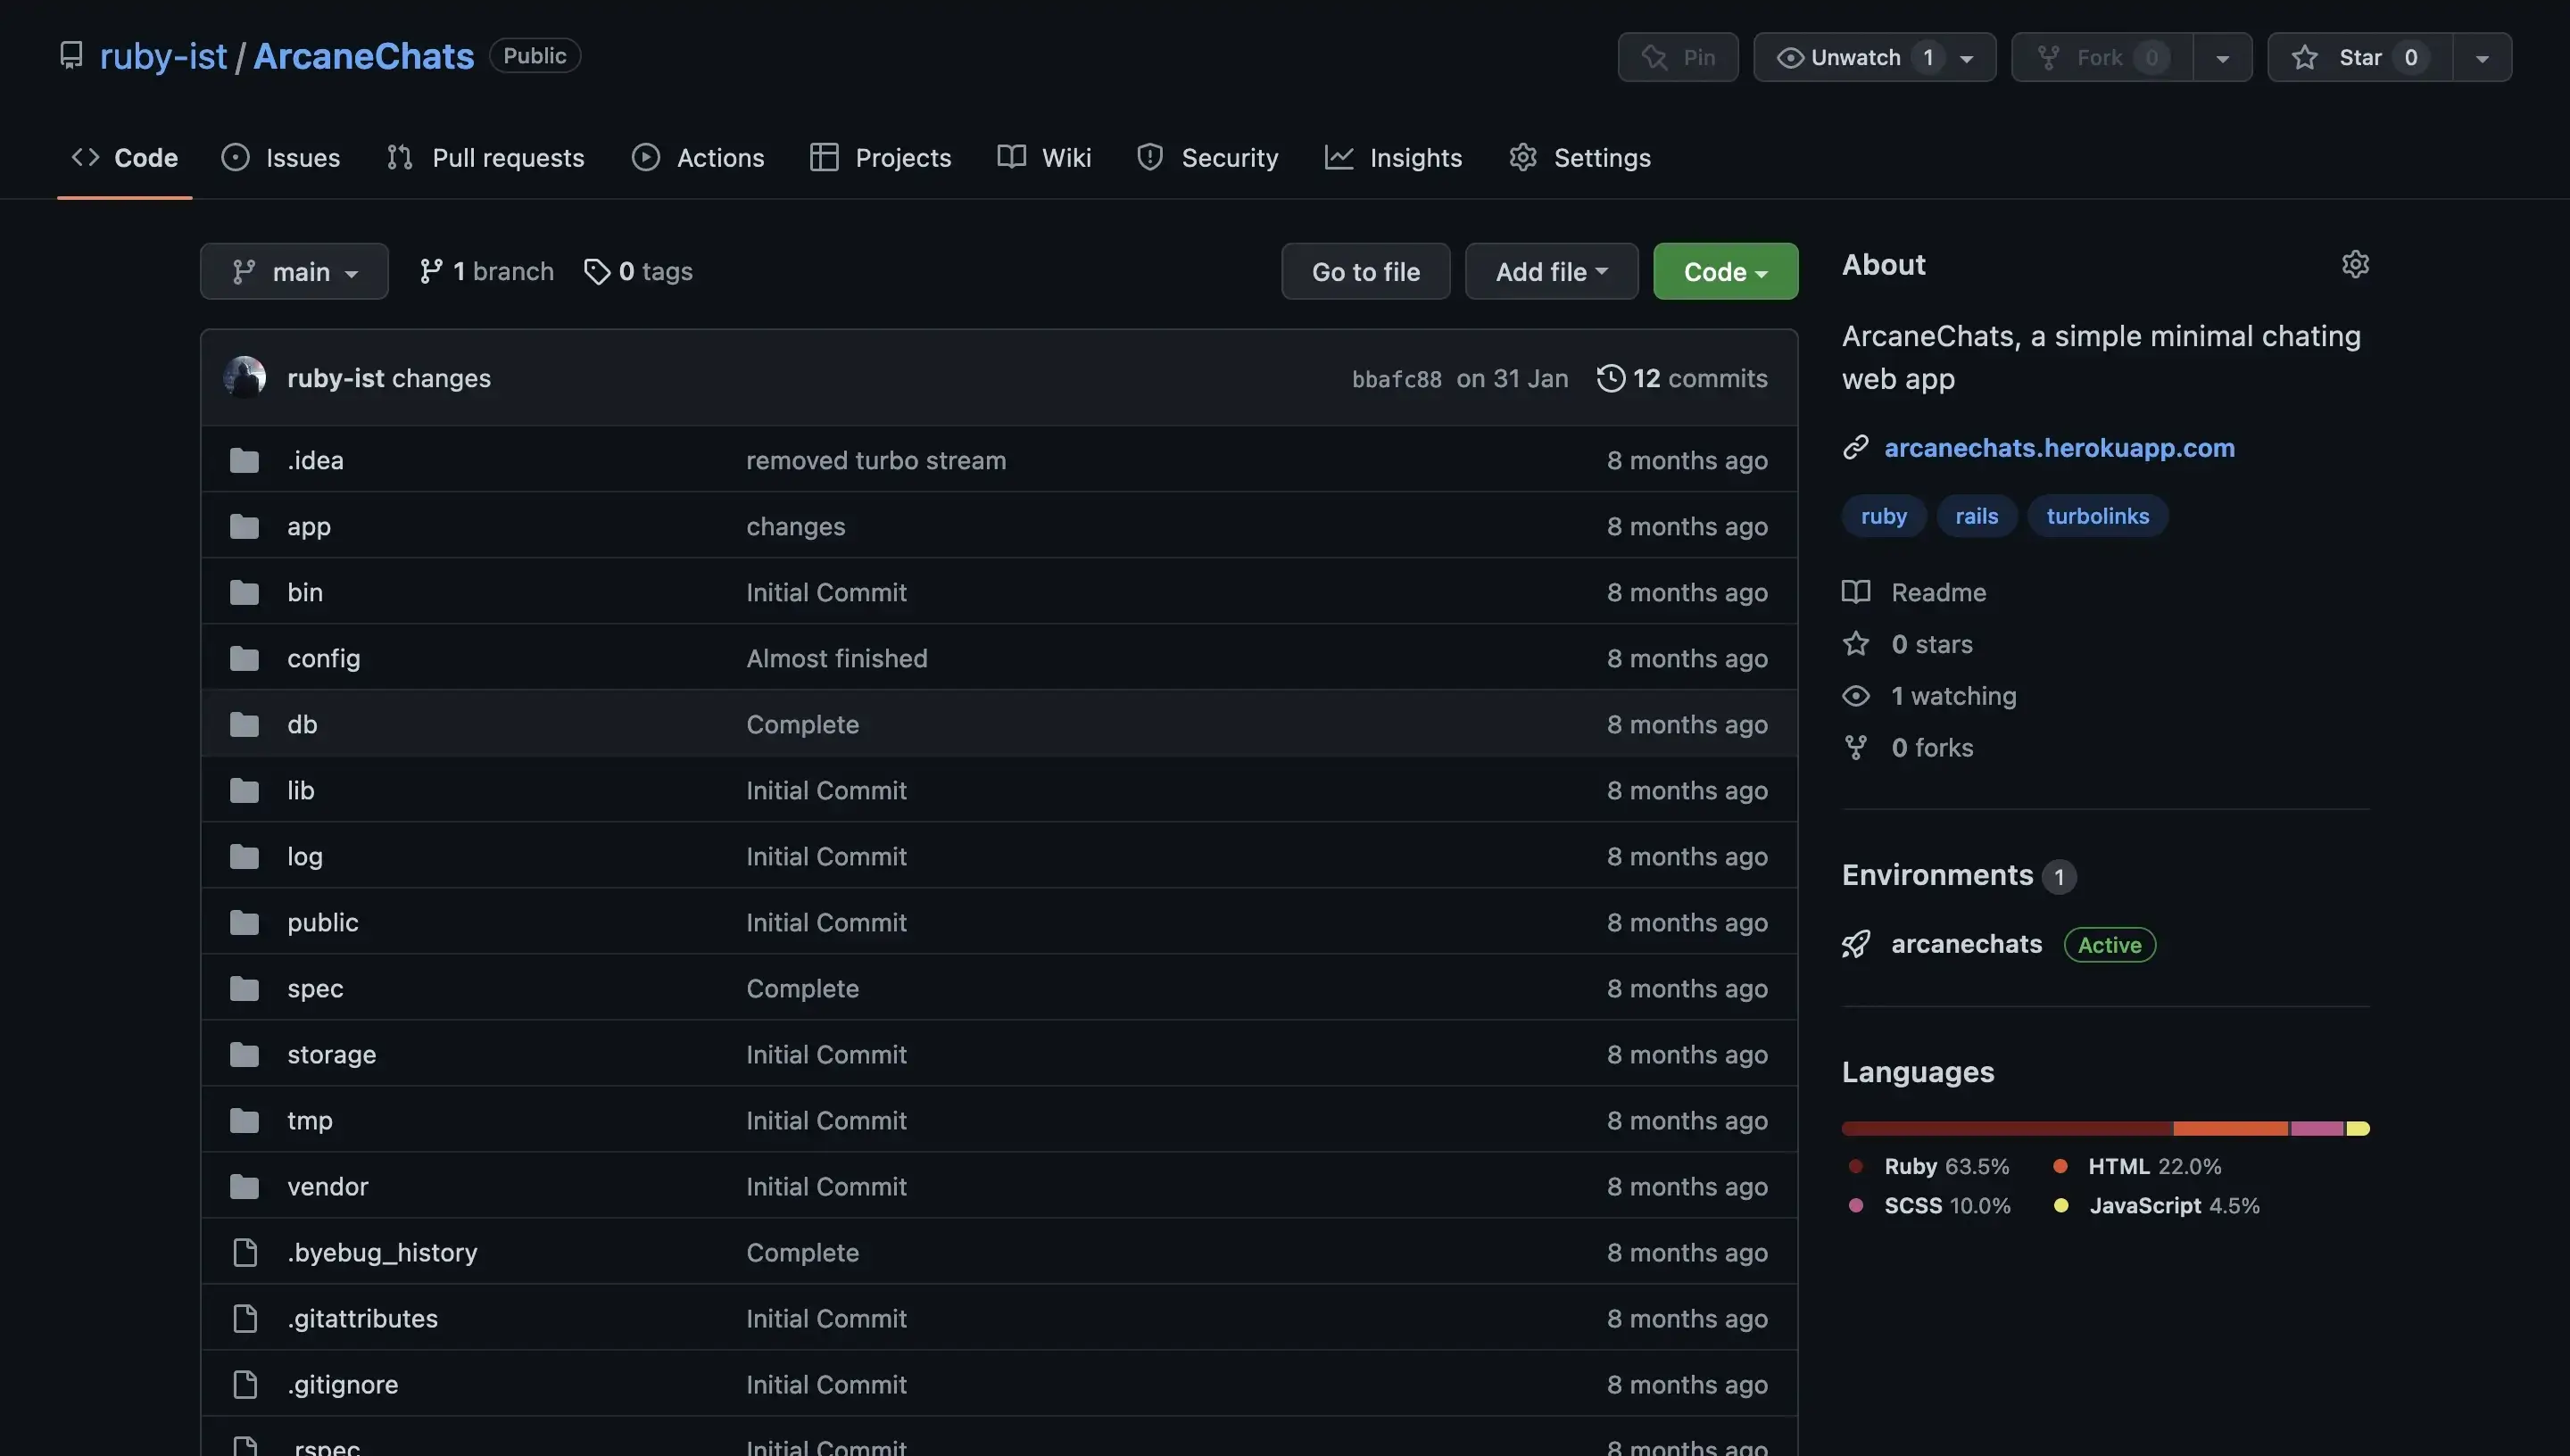 ruby-ist / ArcaneChats Public
Pin Unwatch 1 Fork 0 Star 0
Code Issues Pull requests Actions Projects Wiki Security Insights Settings
main 1 branch 0 tags Go to file Add file Code
ruby-ist changes bbafc88 on 31 Jan 12 commits
.idea removed turbo stream 8 months ago
app changes 8 months ago
bin Initial Commit 8 months ago
config Almost finished 8 months ago
db Complete 8 months ago
lib Initial Commit 8 months ago
log Initial Commit 8 months ago
public Initial Commit 8 months ago
spec Complete 8 months ago
storage Initial Commit 8 months ago
tmp Initial Commit 8 months ago
vendor Initial Commit 8 months ago
.byebug_history Complete 8 months ago
.gitattributes Initial Commit 8 months ago
.gitignore Initial Commit 8 months ago
.rspec Initial Commit 8 months ago
About
ArcaneChats, a simple minimal chating
web app
arcanechats.herokuapp.com
ruby rails turbolinks
Readme
0 stars
1 watching
0 forks
Environments 1
arcanechats Active
Languages
Ruby 63.5% HTML 22.0%
SCSS 10.0% JavaScript 4.5%